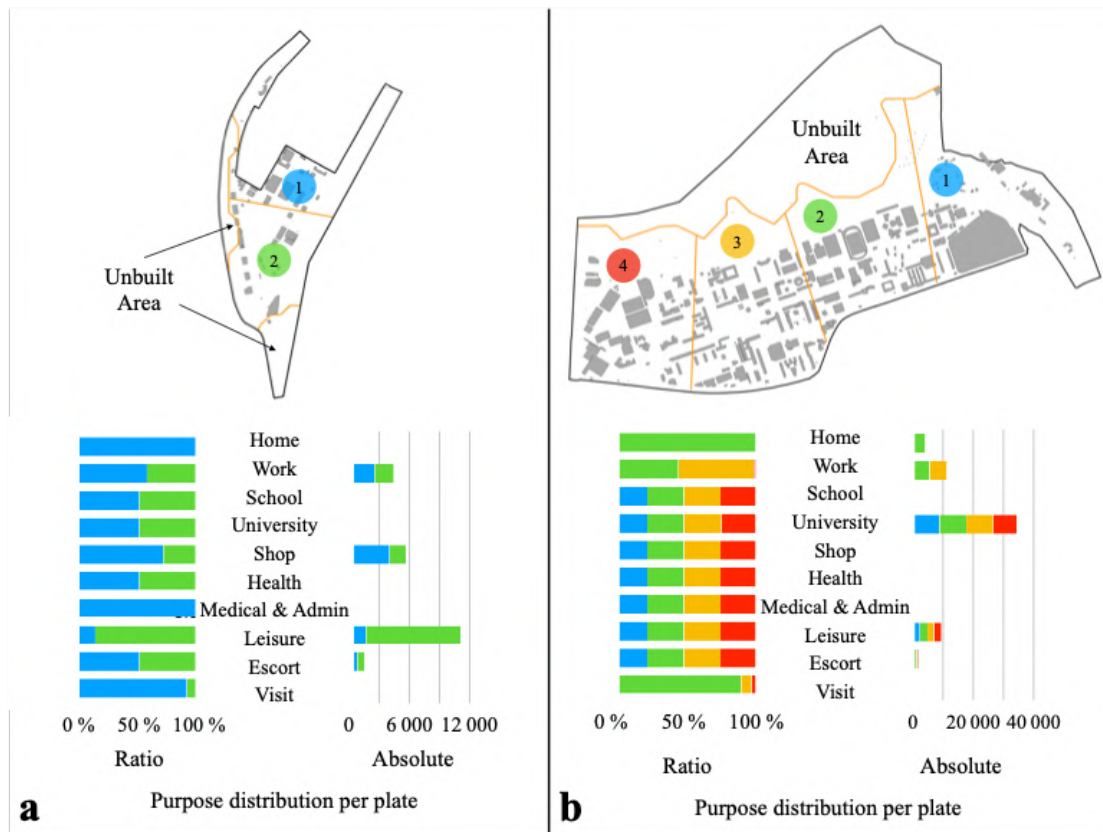 1
2
Unbuilt
Area
Unbuilt
Area
1
2
3
4
Home
Work
School
University
Shop
Health
Medical & Admin
Leisure
Escort
Visit
0 % 50 % 100 % 0 6 000 12 000
Ratio Absolute
a Purpose distribution per plate
Home
Work
School
University
Shop
Health
Medical & Admin
Leisure
Escort
Visit
0 % 50 % 100 % 0 20 000 40 000
Ratio Absolute
b Purpose distribution per plate